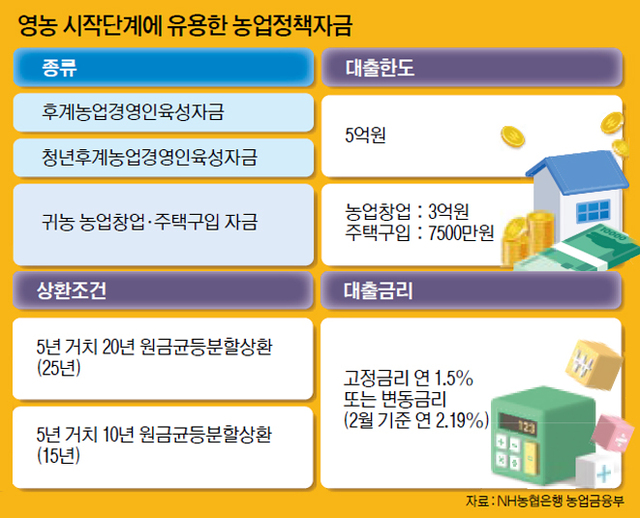 영농 시작단계에 유용한 농업정책자금
종류
대출한도
후계농업경영인육성자금
청년후계농업경영인육성자금
5억원
귀농 농업창업·주택구입 자금
농업창업 : 3억원
주택구입 : 7500만원
10000
상환조건
대출금리
5년 거치 20년 원금균등분할상환
(25년)
5년 거치 10년 원금균등분할상환
(15년)
고정금리 연 1.5%
또는 변동금리
(2월 기준 연 2.19%)
₩
123
+ -
× =
÷
+
자료 : NH농협은행 농업금융부